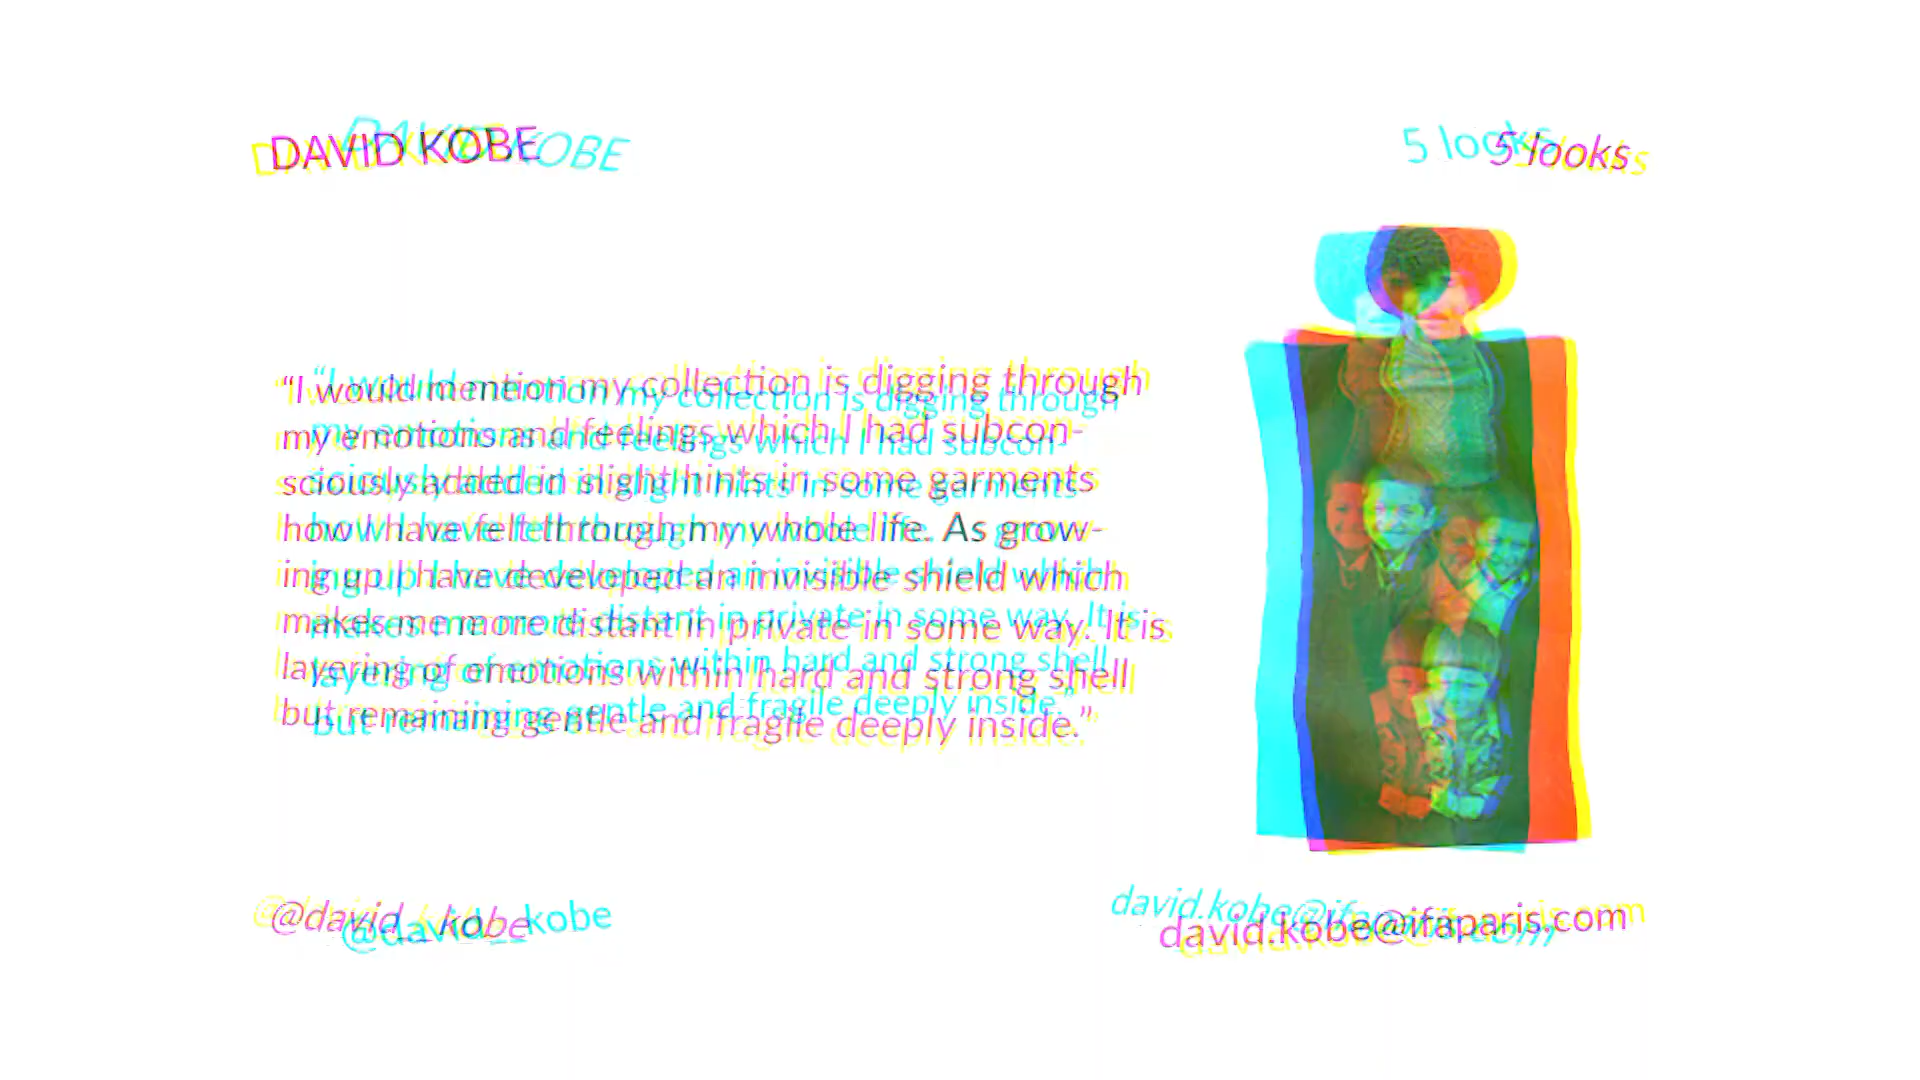 DAVID KOBE
5 looks
“I would mention my collection is digging through
my emotions and feelings which I had subcon-
sciously added in slight hints in some garments
how I have felt through my whole life. As grow-
ing up I have developed an invisible shield which
makes me more distant in private in some way. It is
layering of emotions within hard and strong shell
but remaining gentle and fragile deeply inside.”
@david__kobe
david.kobe@ifaparis.com